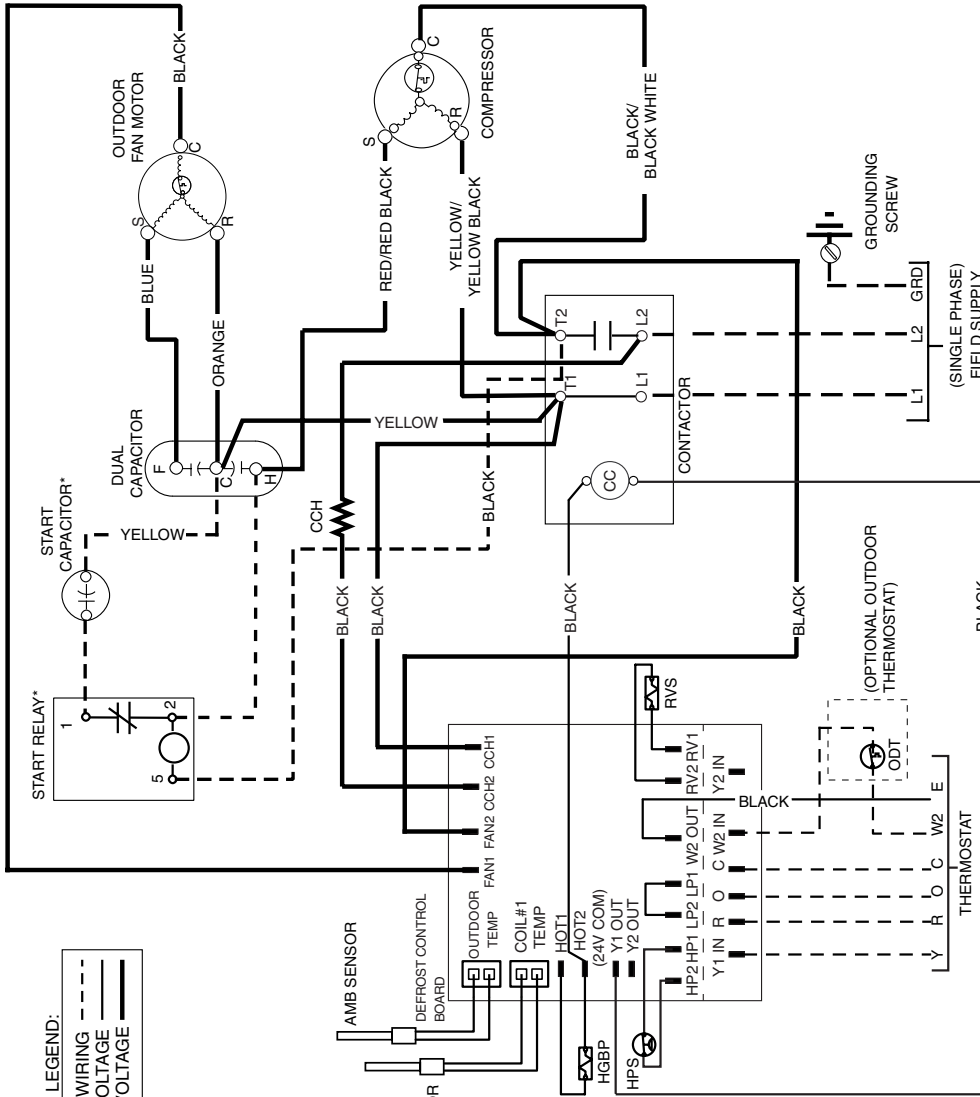 LEGEND:
WIRING
OLTAGE
OLTAGE
OUTDOOR
FAN MOTOR
BLACK
C
S
R
BLUE
ORANGE
COMPRESSOR
C
S
R
RED/RED BLACK
YELLOW/
YELLOW BLACK
BLACK/
BLACK WHITE
DUAL
CAPACITOR
F
C
H
START
CAPACITOR*
YELLOW
YELLOW
START RELAY*
1
2
5
CCH
BLACK
BLACK
BLACK
T2
L2
T1
L1
CONTACTOR
CC
GROUNDING
SCREW
L1
L2
GRD
(SINGLE PHASE)
FIELD SUPPLY
BLACK
BLACK
BLACK
(OPTIONAL OUTDOOR
THERMOSTAT)
ODT
RVS
AMB SENSOR
OR
DEFROST CONTROL
BOARD
FAN1
FAN2
CCH2
CCH1
OUTDOOR
TEMP
COIL#1
TEMP
HOT1
HOT2
(24V COM)
Y1 OUT
Y2 OUT
HP2
HP1
LP2
LP1
W2 OUT
RV2
RV1
Y1 IN
R
O
C
W2 IN
Y2 IN
BLACK
HGBP
HPS
Y
R
O
C
W2
E
THERMOSTAT